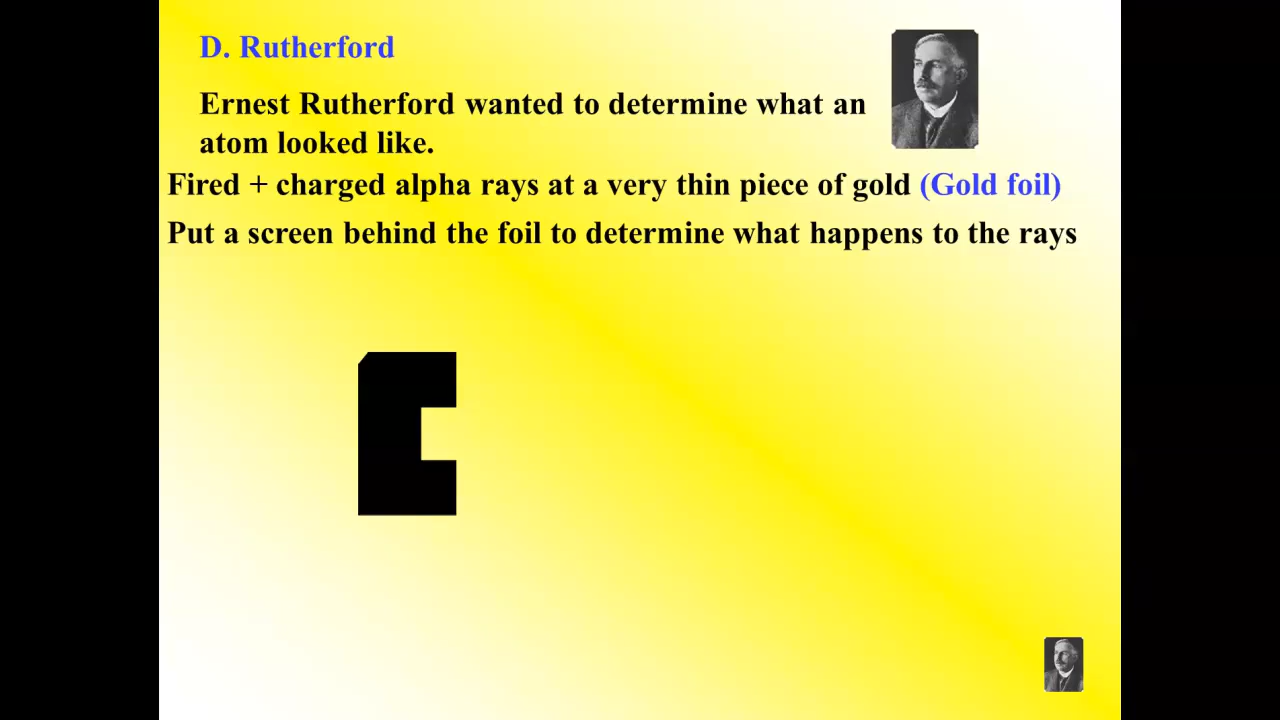 D. Rutherford
Ernest Rutherford wanted to determine what an
atom looked like.
Fired + charged alpha rays at a very thin piece of gold (Gold foil)
Put a screen behind the foil to determine what happens to the rays